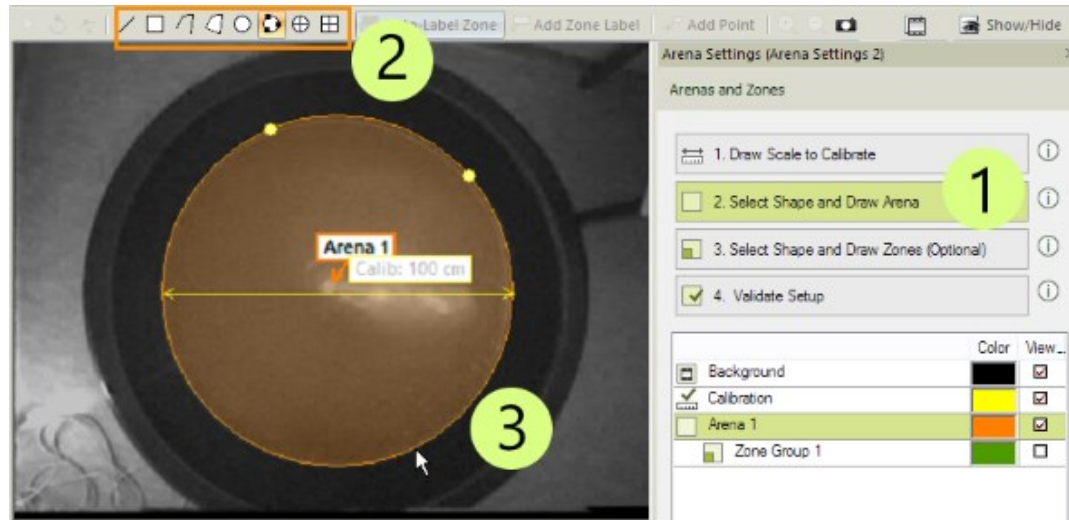 -Label Zone
Add Zone Label
Add Point
Show/Hide
2
Arena Settings (Arena Settings 2)
Arenas and Zones
1. Draw Scale to Calibrate
1
2. Select Shape and Draw Arena
3. Select Shape and Draw Zones (Optional)
4. Validate Setup
Arena 1
Calib: 100 cm
3
Color View...
Background
Calibration
Arena 1
Zone Group 1